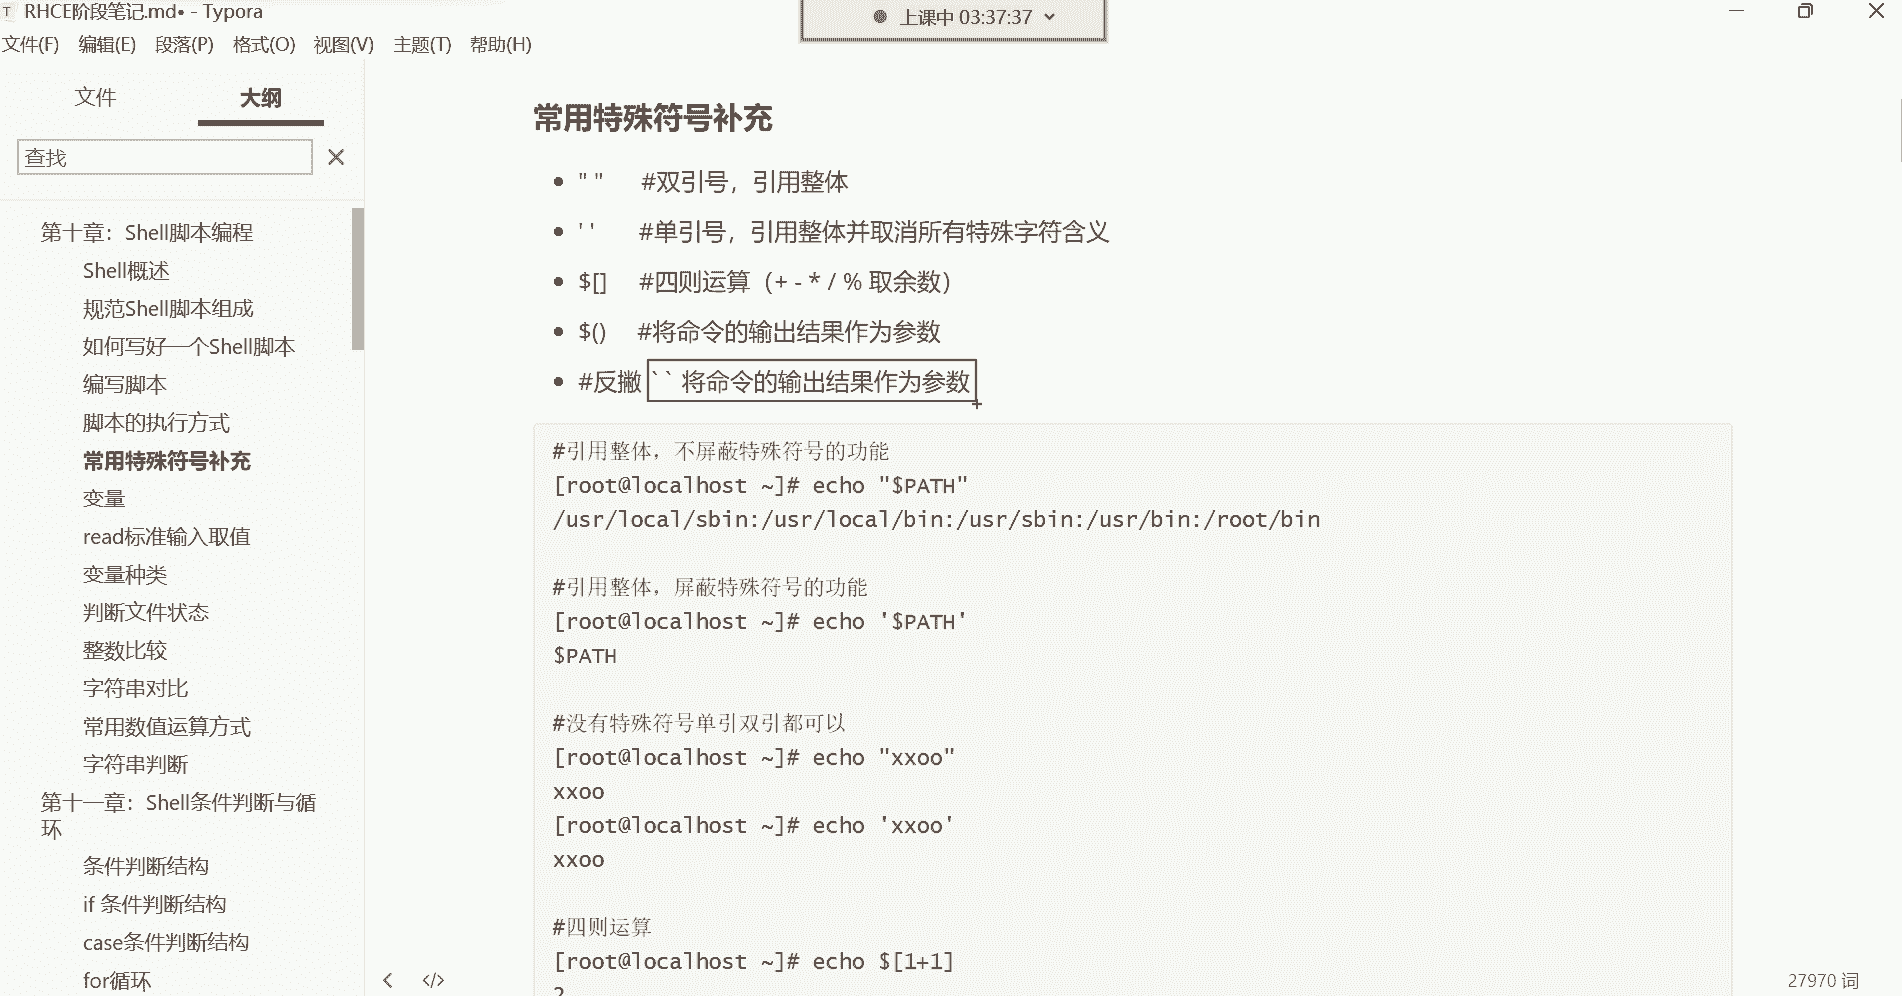 RHCE阶段笔记.md• - Typora
上课中 03:37:37
文件(F) 编辑(E) 段落(P) 格式(O) 视图(V) 主题(T) 帮助(H)
文件 大纲
查找
第十章：Shell脚本编程
Shell概述
规范Shell脚本组成
如何写好一个Shell脚本
编写脚本
脚本的执行方式
常用特殊符号补充
变量
read标准输入取值
变量种类
判断文件状态
整数比较
字符串对比
常用数值运算方式
字符串判断
第十一章：Shell条件判断与循
环
条件判断结构
if 条件判断结构
case条件判断结构
for循环
常用特殊符号补充
• " " #双引号，引用整体
• ' ' #单引号，引用整体并取消所有特殊字符含义
• $[] #四则运算（+ - * / % 取余数）
• $() #将命令的输出结果作为参数
• #反撇 ` ` 将命令的输出结果作为参数
#引用整体，不屏蔽特殊符号的功能
[root@localhost ~]# echo "$PATH"
/usr/local/sbin:/usr/local/bin:/usr/sbin:/usr/bin:/root/bin
#引用整体，屏蔽特殊符号的功能
[root@localhost ~]# echo '$PATH'
$PATH
#没有特殊符号单引双引都可以
[root@localhost ~]# echo "xxoo"
xxoo
[root@localhost ~]# echo 'xxoo'
xxoo
#四则运算
[root@localhost ~]# echo $[1+1]
2
</> 27970 词